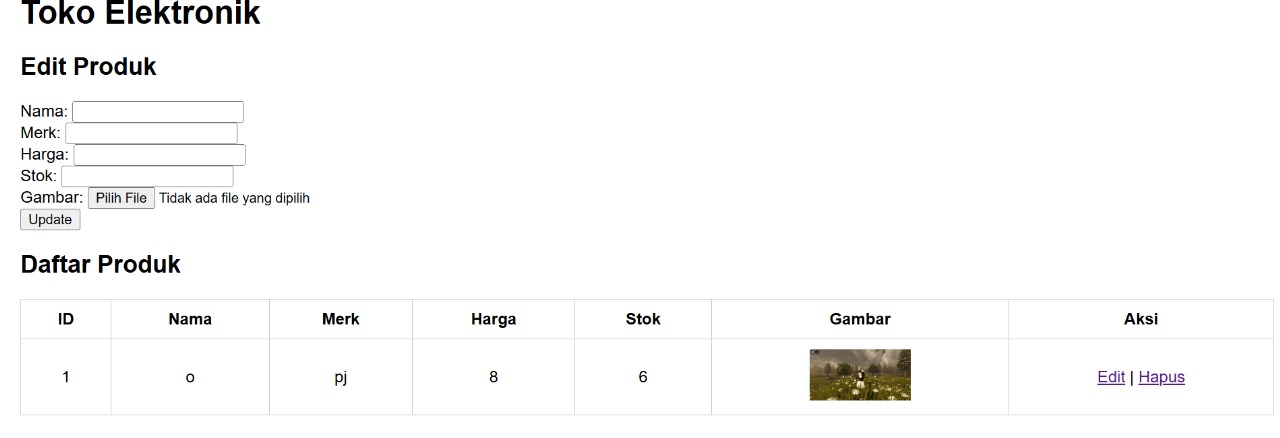 Toko Elektronik
Edit Produk
Nama:
Merk:
Harga:
Stok:
Gambar: Pilih File Tidak ada file yang dipilih
Update
Daftar Produk
ID Nama Merk Harga Stok Gambar Aksi
1 o pj 8 6 Edit | Hapus